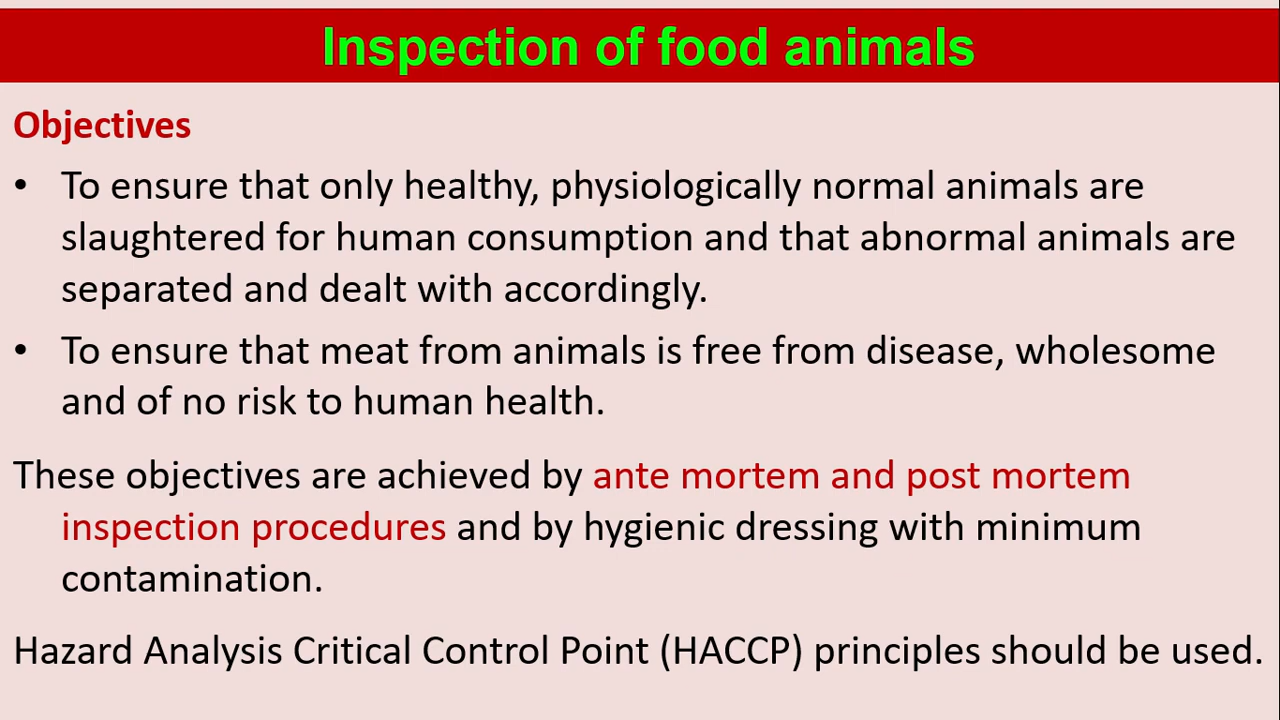 Inspection of food animals
Objectives
• To ensure that only healthy, physiologically normal animals are
slaughtered for human consumption and that abnormal animals are
separated and dealt with accordingly.
• To ensure that meat from animals is free from disease, wholesome
and of no risk to human health.
These objectives are achieved by ante mortem and post mortem
inspection procedures and by hygienic dressing with minimum
contamination.
Hazard Analysis Critical Control Point (HACCP) principles should be used.